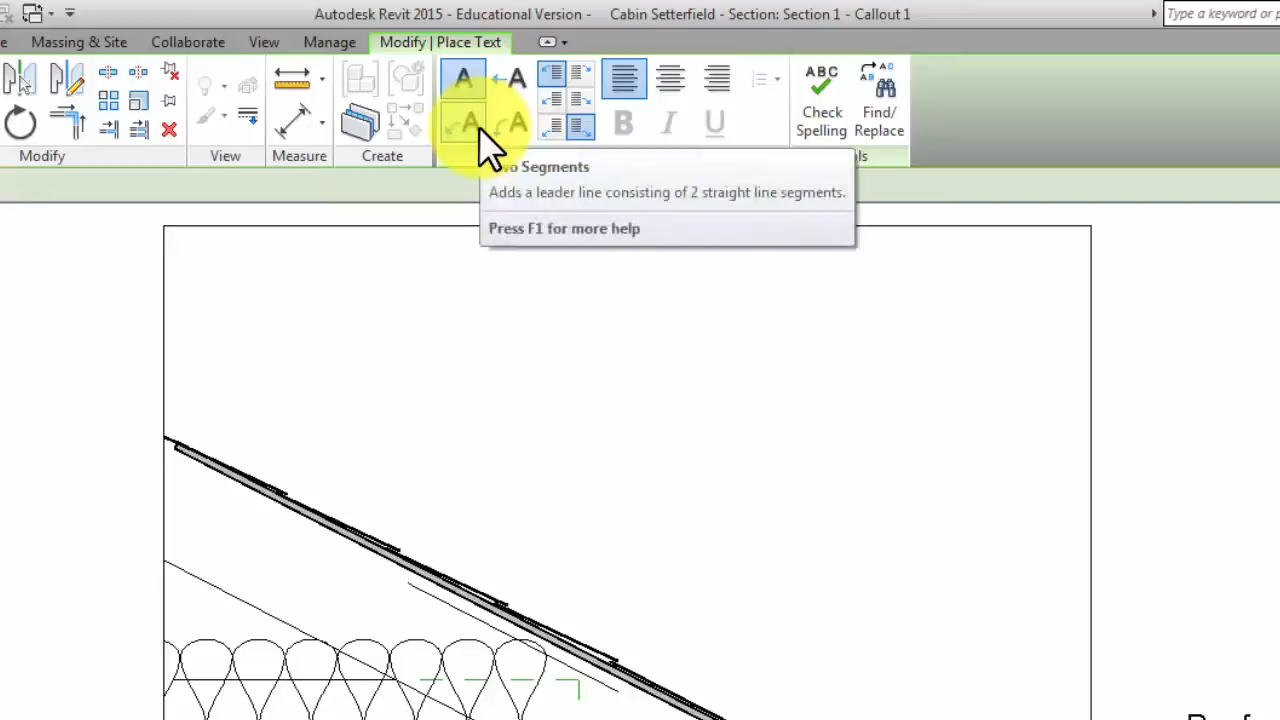 Autodesk Revit 2015 - Educational Version - Cabin Setterfield - Section: Section 1 - Callout 1
Type a keyword or
Massing & Site Collaborate View Manage Modify | Place Text
A A
A A
B I U
ABC
Check Spelling
Find/ Replace
Modify View Measure Create
Segments
Adds a leader line consisting of 2 straight line segments.
Press F1 for more help